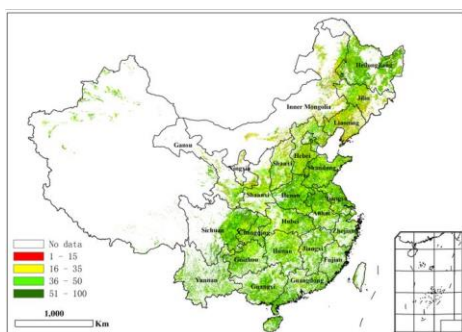 Heilongjiang
Jilin
Inner Mongolia
Liaoning
Gansu
Hebei
Ningxia
Shanxi
Shandong
Shaanxi
Henan
Jiangsu
Anhui
Sichuan
Chongqing
Hubei
Zhejiang
Hunan
Jiangxi
Guizhou
Fujian
Yunnan
Guangxi
Guangdong
No data
1 - 15
16 - 35
36 - 50
51 - 100
1,000
Km